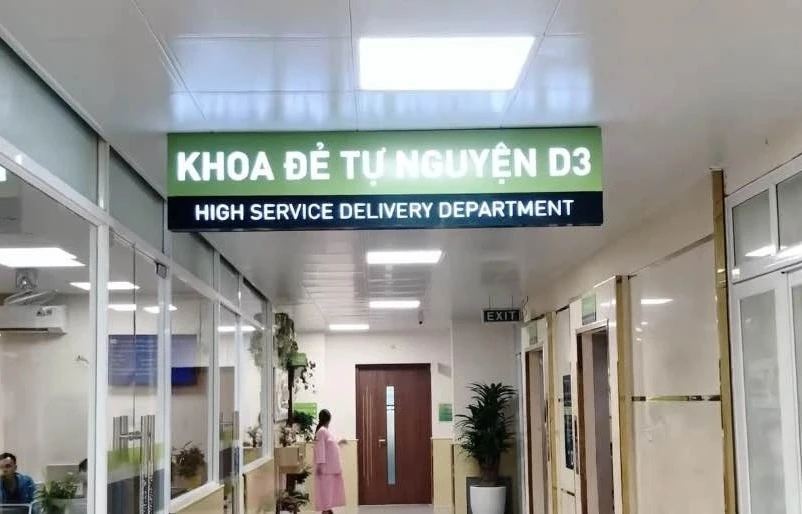 KHOA ĐẺ TỰ NGUYỆN D3
HIGH SERVICE DELIVERY DEPARTMENT
EXIT